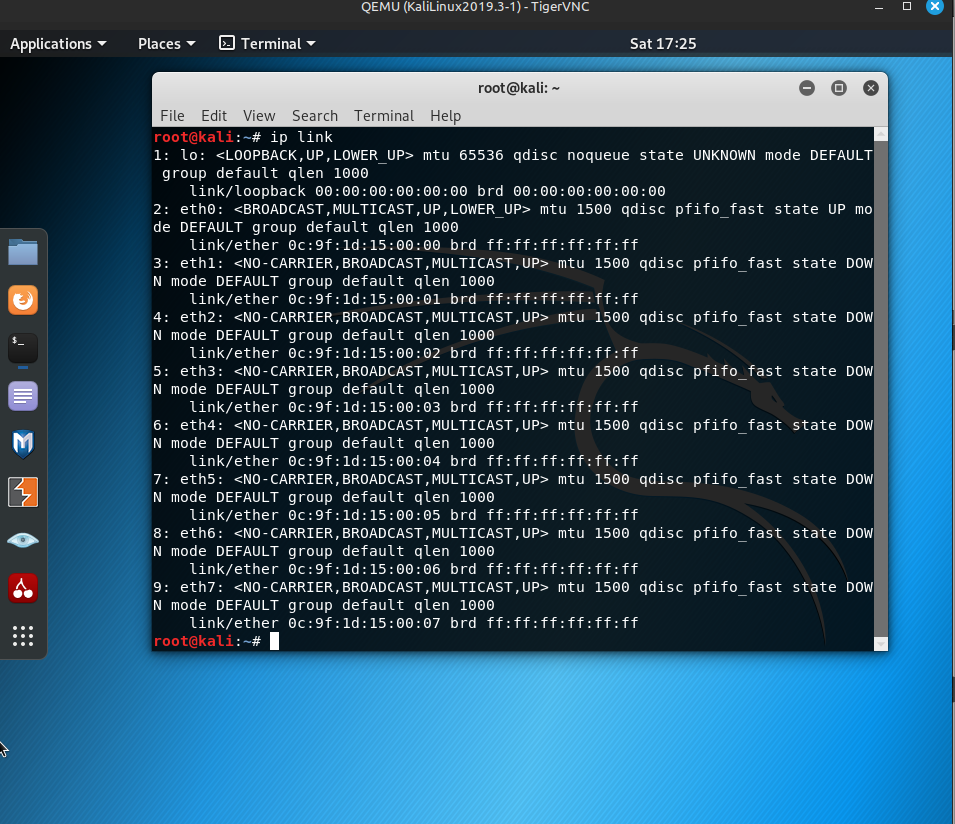 QEMU (KaliLinux2019.3-1) - TigerVNC
Applications Places Terminal Sat 17:25
root@kali: ~
File Edit View Search Terminal Help
root@kali:~# ip link
1: lo: <LOOPBACK,UP,LOWER_UP> mtu 65536 qdisc noqueue state UNKNOWN mode DEFAULT
 group default qlen 1000
    link/loopback 00:00:00:00:00:00 brd 00:00:00:00:00:00
2: eth0: <BROADCAST,MULTICAST,UP,LOWER_UP> mtu 1500 qdisc pfifo_fast state UP mo
de DEFAULT group default qlen 1000
    link/ether 0c:9f:1d:15:00:00 brd ff:ff:ff:ff:ff:ff
3: eth1: <NO-CARRIER,BROADCAST,MULTICAST,UP> mtu 1500 qdisc pfifo_fast state DOW
N mode DEFAULT group default qlen 1000
    link/ether 0c:9f:1d:15:00:01 brd ff:ff:ff:ff:ff:ff
4: eth2: <NO-CARRIER,BROADCAST,MULTICAST,UP> mtu 1500 qdisc pfifo_fast state DOW
N mode DEFAULT group default qlen 1000
    link/ether 0c:9f:1d:15:00:02 brd ff:ff:ff:ff:ff:ff
5: eth3: <NO-CARRIER,BROADCAST,MULTICAST,UP> mtu 1500 qdisc pfifo_fast state DOW
N mode DEFAULT group default qlen 1000
    link/ether 0c:9f:1d:15:00:03 brd ff:ff:ff:ff:ff:ff
6: eth4: <NO-CARRIER,BROADCAST,MULTICAST,UP> mtu 1500 qdisc pfifo_fast state DOW
N mode DEFAULT group default qlen 1000
    link/ether 0c:9f:1d:15:00:04 brd ff:ff:ff:ff:ff:ff
7: eth5: <NO-CARRIER,BROADCAST,MULTICAST,UP> mtu 1500 qdisc pfifo_fast state DOW
N mode DEFAULT group default qlen 1000
    link/ether 0c:9f:1d:15:00:05 brd ff:ff:ff:ff:ff:ff
8: eth6: <NO-CARRIER,BROADCAST,MULTICAST,UP> mtu 1500 qdisc pfifo_fast state DOW
N mode DEFAULT group default qlen 1000
    link/ether 0c:9f:1d:15:00:06 brd ff:ff:ff:ff:ff:ff
9: eth7: <NO-CARRIER,BROADCAST,MULTICAST,UP> mtu 1500 qdisc pfifo_fast state DOW
N mode DEFAULT group default qlen 1000
    link/ether 0c:9f:1d:15:00:07 brd ff:ff:ff:ff:ff:ff
root@kali:~#